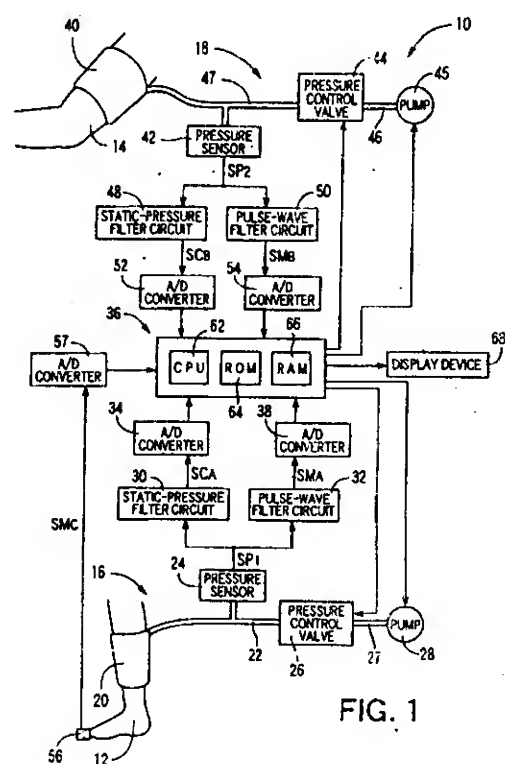 40
18
44
10
47
45
PRESSURE
CONTROL
VALVE
PUMP
46
14
42
PRESSURE
SENSOR
SP2
48
50
STATIC-PRESSURE
FILTER CIRCUIT
PULSE-WAVE
FILTER CIRCUIT
SCB
SMB
52
54
A/D
CONVERTER
A/D
CONVERTER
36
62
66
57
68
A/D
CONVERTER
CPU
ROM
RAM
DISPLAY DEVICE
64
34
38
A/D
CONVERTER
A/D
CONVERTER
SCA
SMA
30
32
STATIC-PRESSURE
FILTER CIRCUIT
PULSE-WAVE
FILTER CIRCUIT
SMC
SP1
24
16
PRESSURE
SENSOR
PRESSURE
CONTROL
VALVE
PUMP
22
27
28
26
20
56
12
FIG. 1